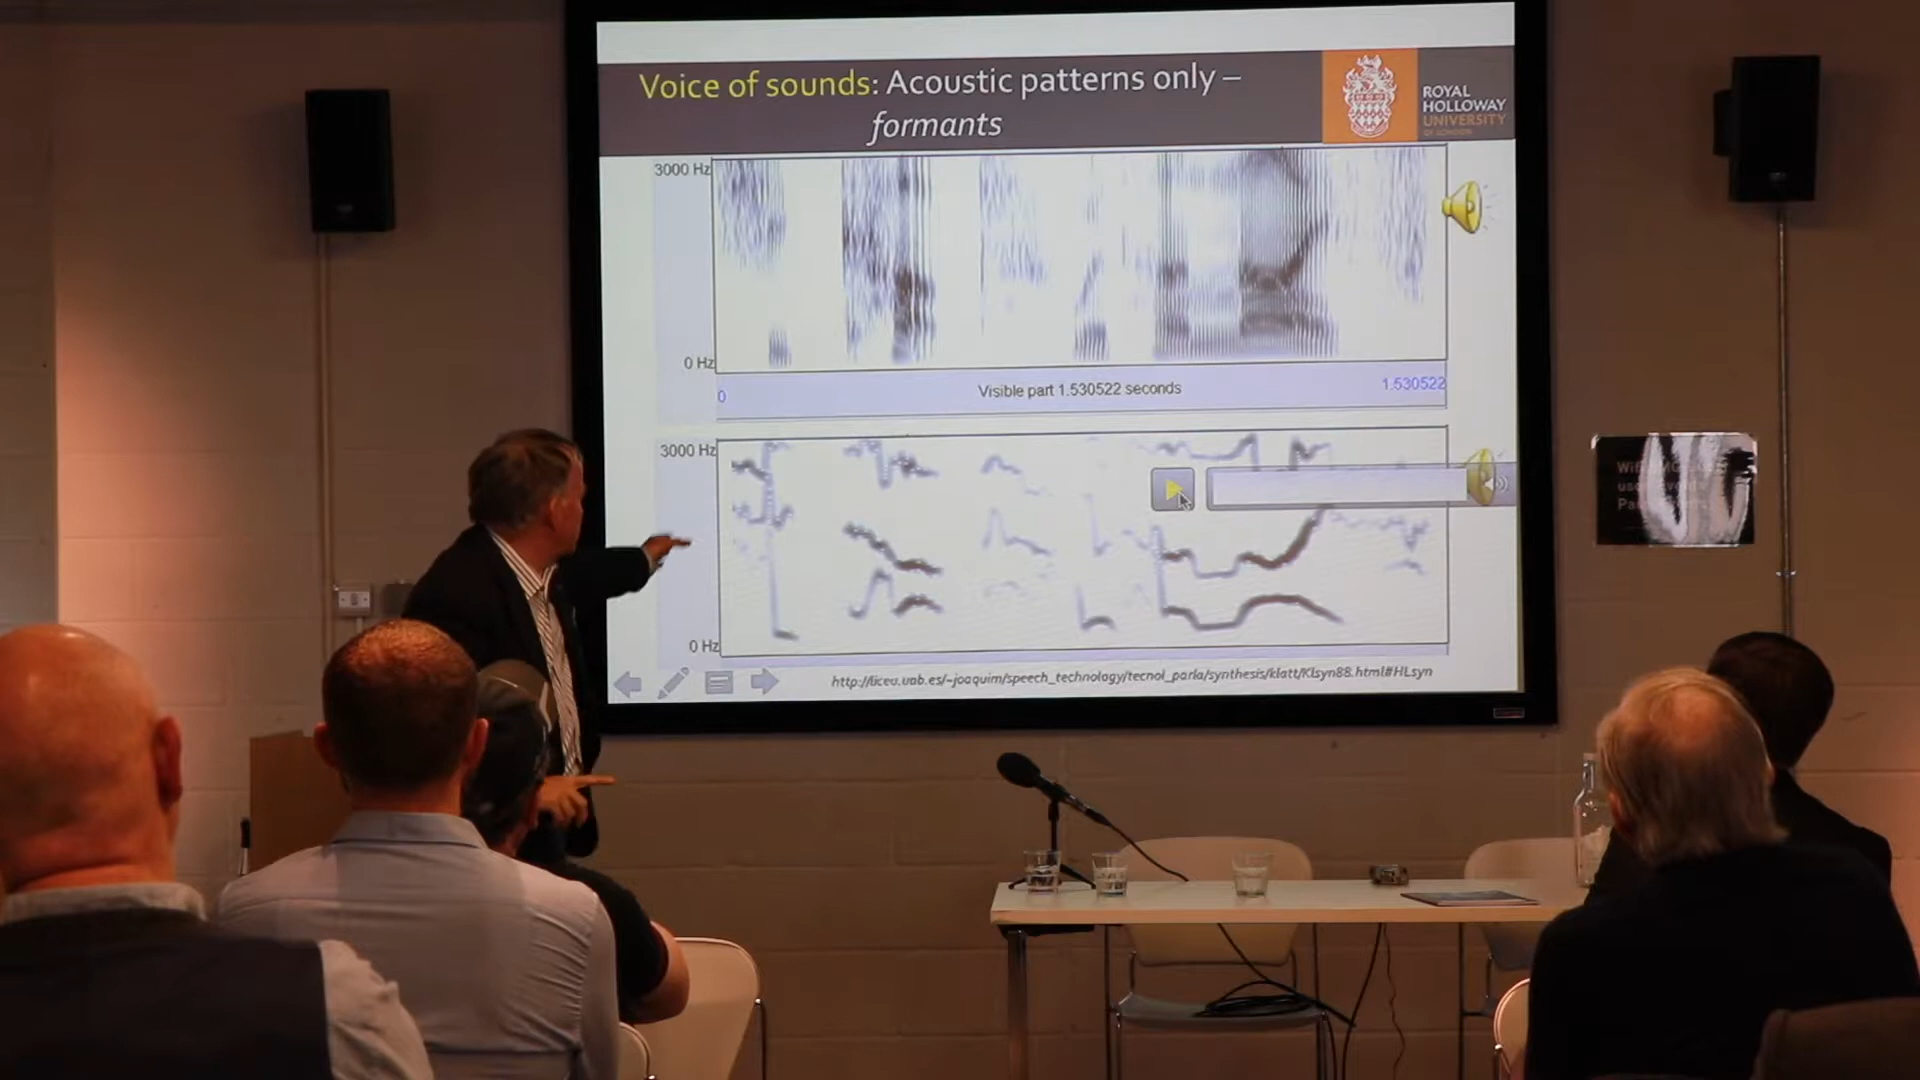 Voice of sounds: Acoustic patterns only –
formants
ROYAL
HOLLOWAY
UNIVERSITY
OF LONDON
3000 Hz
0 Hz
0
Visible part 1.530522 seconds
1.530522
3000 Hz
0 Hz
http://liceu.uab.es/~joaquim/speech_technology/tecnol_parla/synthesis/klatt/Klsyn88.html#HLsyn